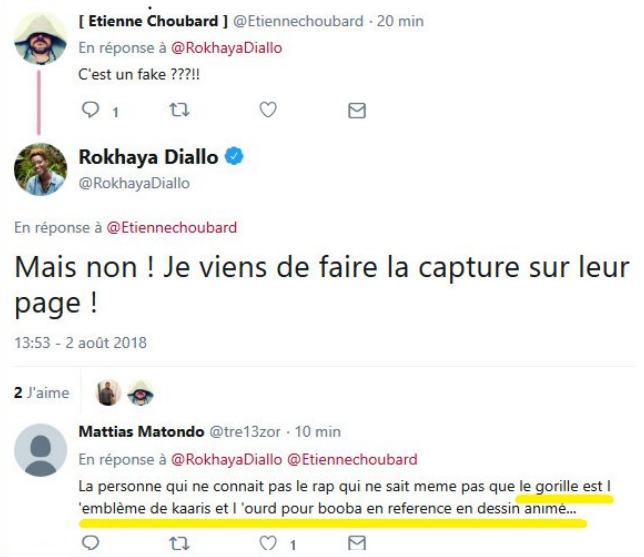 [ Etienne Choubard ] @Etiennechoubard · 20 min
En réponse à @RokhayaDiallo
C'est un fake ???!!
1
Rokhaya Diallo
@RokhayaDiallo
En réponse à @Etiennechoubard
Mais non ! Je viens de faire la capture sur leur
page !
13:53 - 2 août 2018
2 J'aime
Mattias Matondo @tre13zor · 10 min
En réponse à @RokhayaDiallo @Etiennechoubard
La personne qui ne connait pas le rap qui ne sait meme pas que le gorille est l
'emblème de kaaris et l 'ourd pour booba en reference en dessin animé...
1